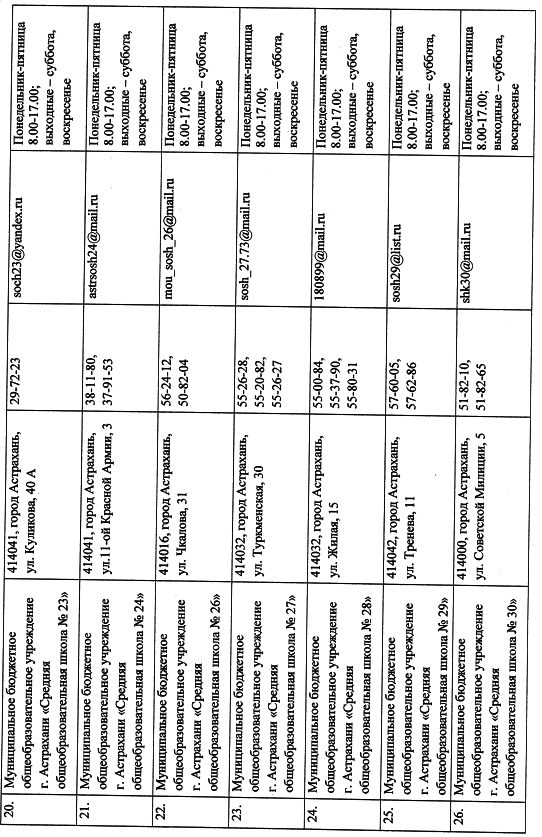 20.
Муниципальное бюджетное
общеобразовательное учреждение
г. Астрахани «Средняя
общеобразовательная школа № 23»
414041, город Астрахань,
ул. Куликова, 40 А
29-72-23
soch23@yandex.ru
Понедельник-пятница
8.00-17.00;
выходные – суббота,
воскресенье
21.
Муниципальное бюджетное
общеобразовательное учреждение
г. Астрахани «Средняя
общеобразовательная школа № 24»
414041, город Астрахань,
ул.11-ой Красной Армии, 3
38-11-80,
37-91-53
astrsosh24@mail.ru
Понедельник-пятница
8.00-17.00;
выходные – суббота,
воскресенье
22.
Муниципальное бюджетное
общеобразовательное учреждение
г. Астрахани «Средняя
общеобразовательная школа № 26»
414016, город Астрахань,
ул. Чкалова, 31
56-24-12,
50-82-04
mou_sosh_26@mail.ru
Понедельник-пятница
8.00-17.00;
выходные – суббота,
воскресенье
23.
Муниципальное бюджетное
общеобразовательное учреждение
г. Астрахани «Средняя
общеобразовательная школа № 27»
414032, город Астрахань,
ул. Туркменская, 30
55-26-28,
55-20-82,
55-26-27
sosh_27.73@mail.ru
Понедельник-пятница
8.00-17.00;
выходные – суббота,
воскресенье
24.
Муниципальное бюджетное
общеобразовательное учреждение
г. Астрахани «Средняя
общеобразовательная школа № 28»
414032, город Астрахань,
ул. Жилая, 15
55-00-84,
55-37-90,
55-80-31
180899@mail.ru
Понедельник-пятница
8.00-17.00;
выходные – суббота,
воскресенье
25.
Муниципальное бюджетное
общеобразовательное учреждение
г. Астрахани «Средняя
общеобразовательная школа № 29»
414042, город Астрахань,
ул. Тренева, 11
57-60-05,
57-62-86
sosh29@list.ru
Понедельник-пятница
8.00-17.00;
выходные – суббота,
воскресенье
26.
Муниципальное бюджетное
общеобразовательное учреждение
г. Астрахани «Средняя
общеобразовательная школа № 30»
414000, город Астрахань,
ул. Советской Милиции, 5
51-82-10,
51-82-65
shk30@mail.ru
Понедельник-пятница
8.00-17.00;
выходные – суббота,
воскресенье